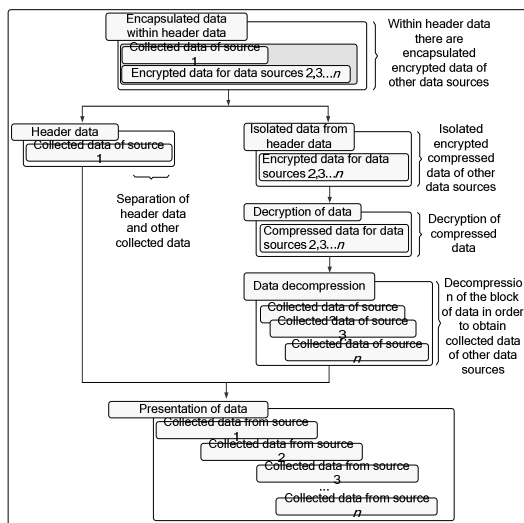 Encapsulated data
within header data
Collected data of source
1
Encrypted data for data sources 2,3...n
Within header data
there are
encapsulated
encrypted data of
other data sources
Header data
Collected data of source
1
Separation of
header data
and other
collected data
Isolated data from
header data
Encrypted data for data
sources 2,3...n
Isolated
encrypted
compressed
data of other
data sources
Decryption of data
Compressed data for data
sources 2,3...n
Decryption of
compressed
data
Data decompression
Collected data of source
Collected data of source
3
Collected data of source
n
Decompressio
n of the block
of data in order
to obtain
collected data
of other data
sources
Presentation of data
Collected data from source
1
Collected data from source
2
Collected data from source
3
...
Collected data from source
n